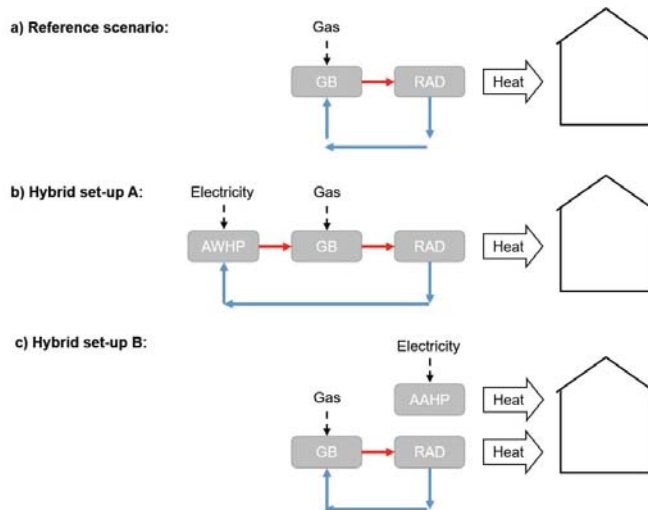 a) Reference scenario:
Gas
GB
RAD
Heat
b) Hybrid set-up A:
Electricity
Gas
AWHP
GB
RAD
Heat
c) Hybrid set-up B:
Electricity
AAHP
Heat
Gas
GB
RAD
Heat